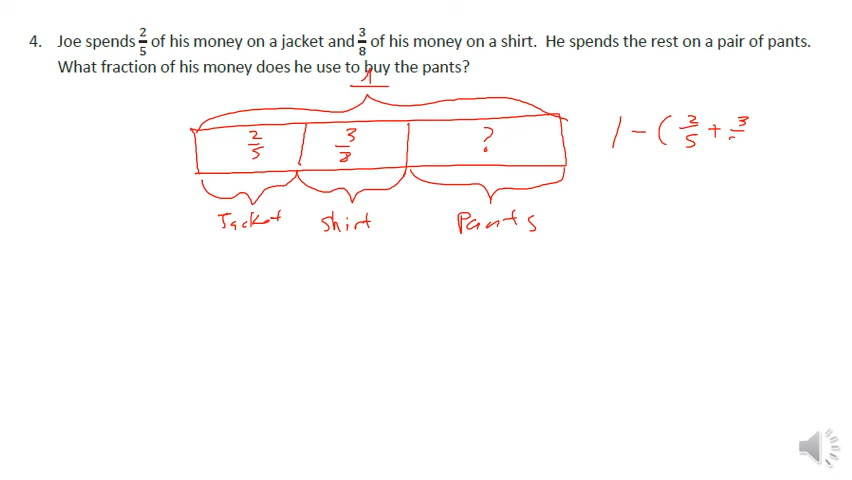 4. Joe spends 2/5 of his money on a jacket and 3/8 of his money on a shirt. He spends the rest on a pair of pants.
What fraction of his money does he use to buy the pants?
1
2/5 3/8 ? 1 - ( 2/5 + 3
Jacket Shirt Pants